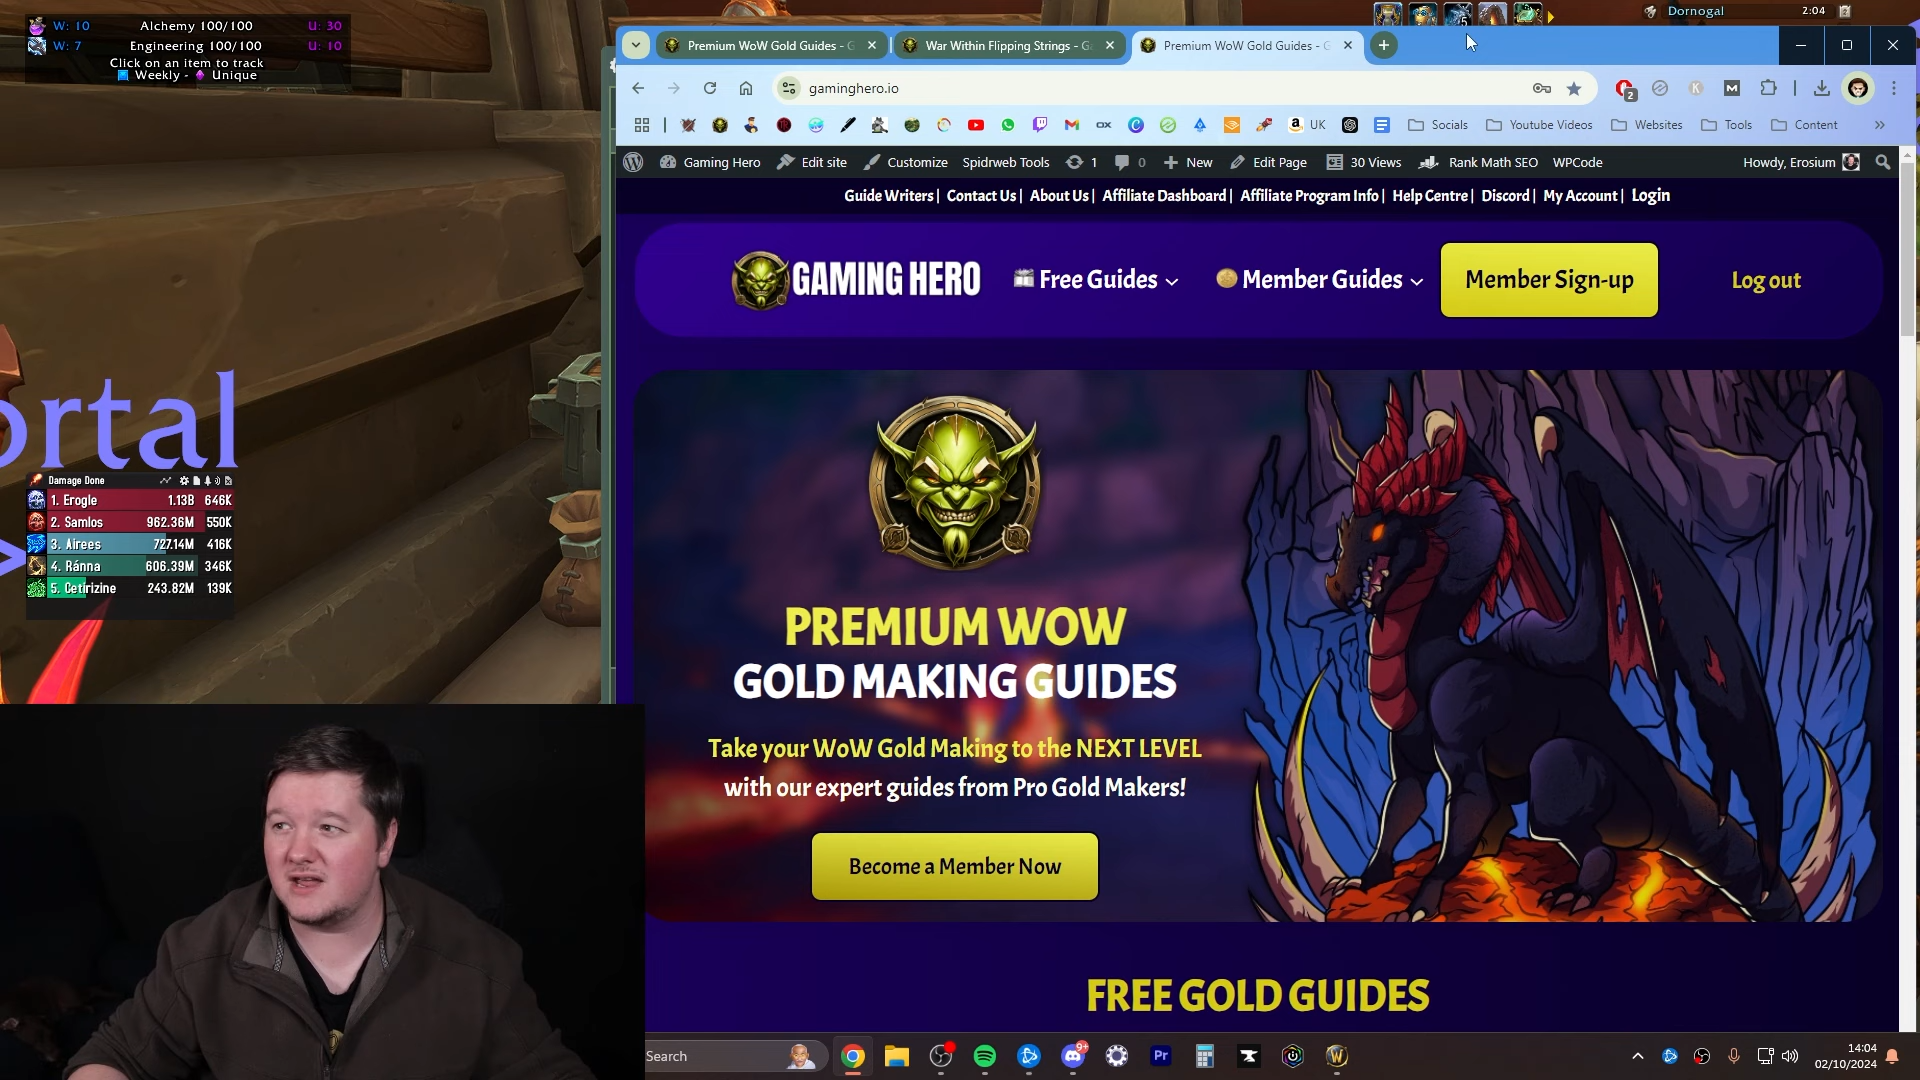 W: 10 Alchemy 100/100 U: 30
W: 7 Engineering 100/100 U: 10
Click on an item to track
Weekly - Unique
Dornogal 2:04
Premium WoW Gold Guides - G
War Within Flipping Strings - G
Premium WoW Gold Guides - G
gaminghero.io
UK
Socials
Youtube Videos
Websites
Tools
Content
Gaming Hero
Edit site
Customize
Spidrweb Tools
1
0
New
Edit Page
30 Views
Rank Math SEO
WPCode
Howdy, Erosium
Guide Writers | Contact Us | About Us | Affiliate Dashboard | Affiliate Program Info | Help Centre | Discord | My Account | Login
GAMING HERO
Free Guides
Member Guides
Member Sign-up
Log out
ortal
>
Damage Done
1. Erogle 1.13B 646K
2. Samlos 962.36M 550K
3. Airees 727.14M 416K
4. Ránna 606.39M 346K
5. Cetirizine 243.82M 139K
PREMIUM WOW
GOLD MAKING GUIDES
Take your WoW Gold Making to the NEXT LEVEL
with our expert guides from Pro Gold Makers!
Become a Member Now
FREE GOLD GUIDES
Search
9+
Pr
14:04
02/10/2024